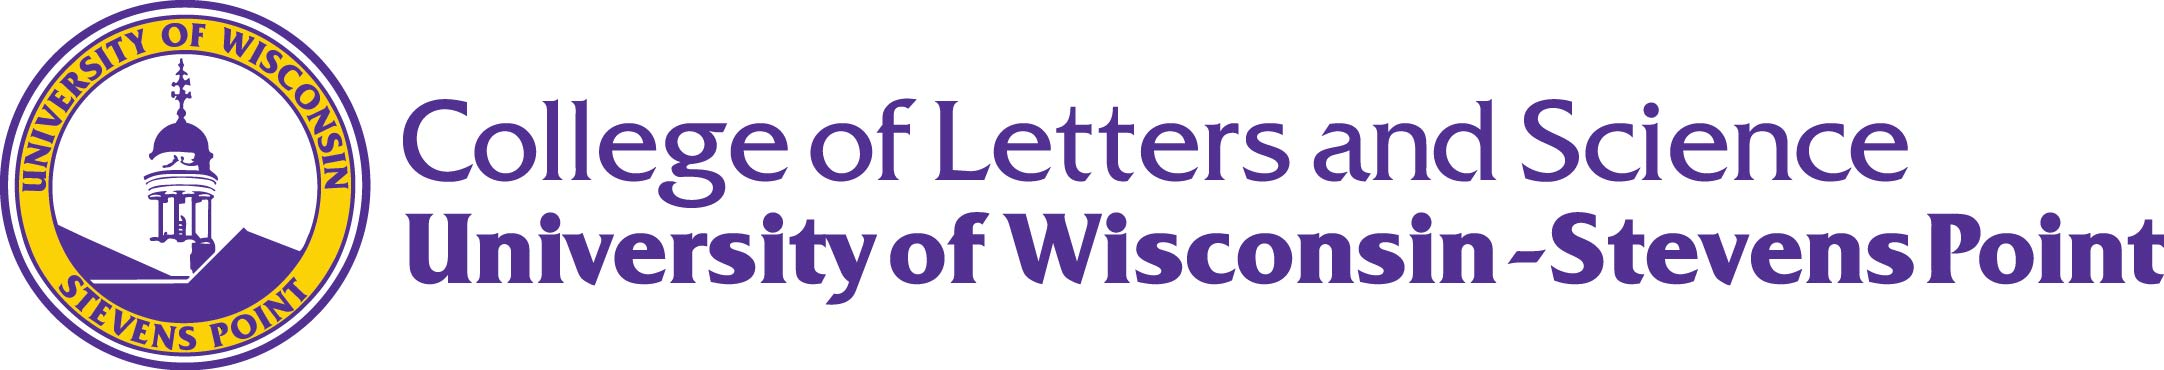 UNIVERSITY OF WISCONSIN
STEVENS POINT
College of Letters and Science
University of Wisconsin-Stevens Point